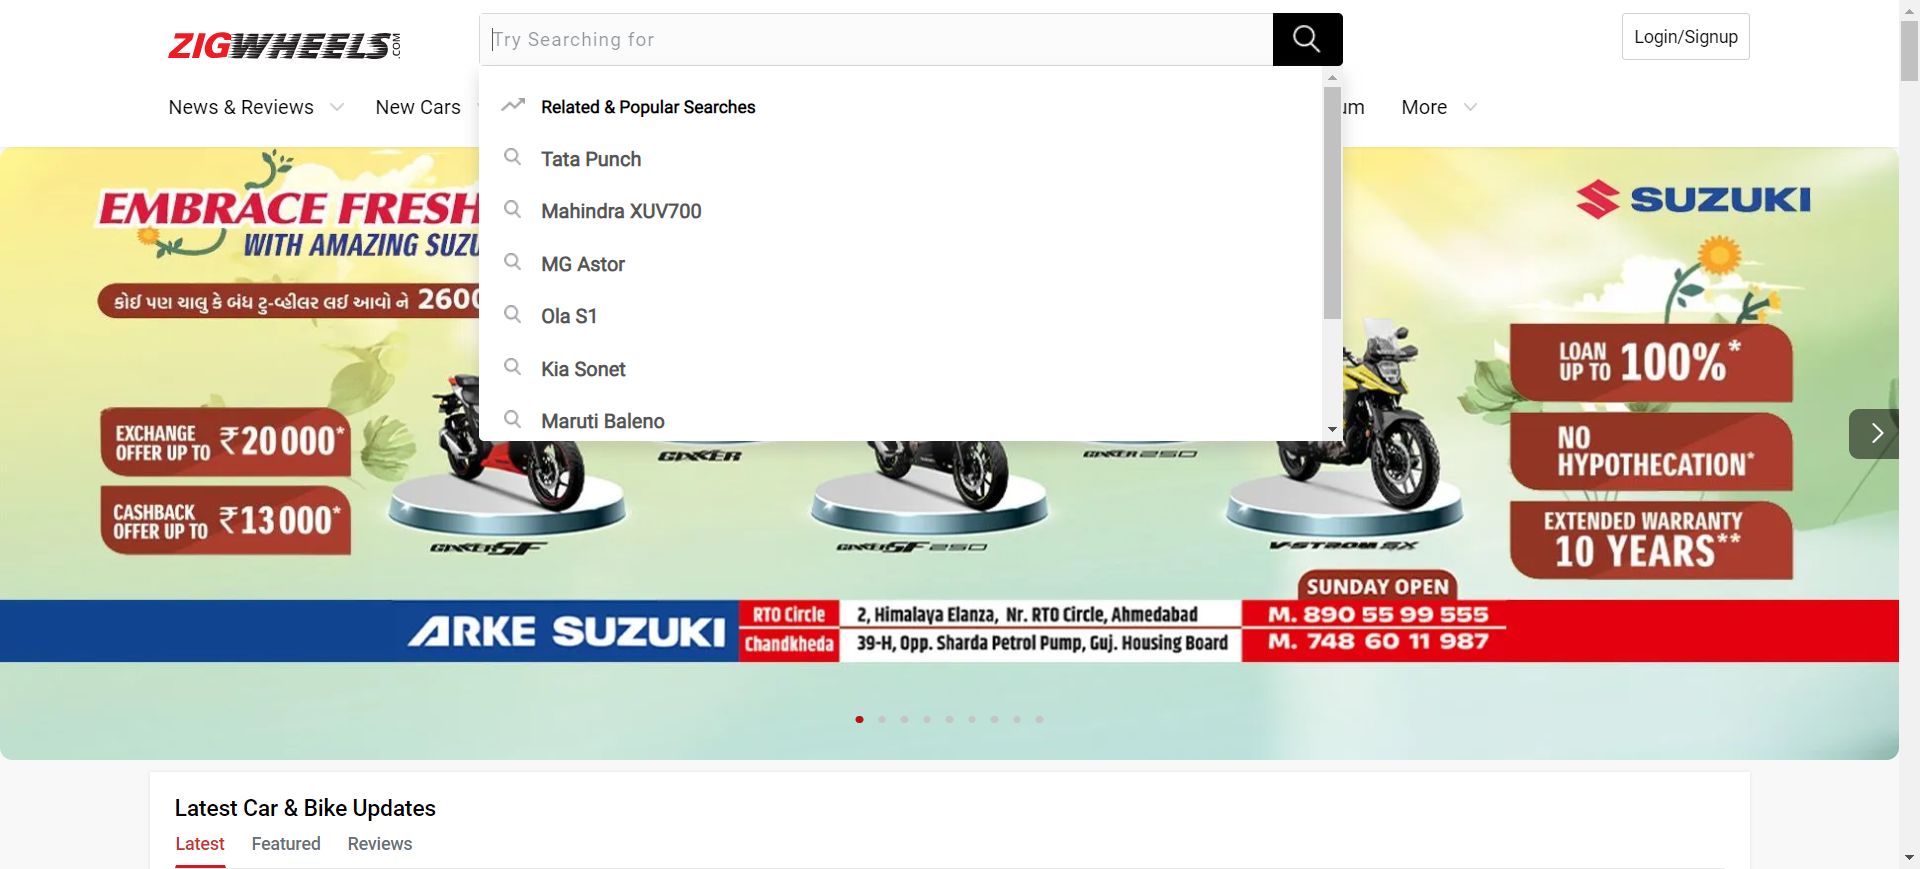 ZIGWHEELS.COM
Try Searching for
Login/Signup
News & Reviews
New Cars
um
More
Related & Popular Searches
Tata Punch
Mahindra XUV700
MG Astor
Ola S1
Kia Sonet
Maruti Baleno
EMBRACE FRESH
WITH AMAZING SUZU
કોઈ પણ ચાલુ કે બંધ ટુ-વ્હીલર લઈ આવો ને 2600
SUZUKI
EXCHANGE
OFFER UP TO ₹20 000*
CASHBACK
OFFER UP TO ₹13 000*
LOAN
UP TO 100%*
NO
HYPOTHECATION*
EXTENDED WARRANTY
10 YEARS**
GIXXER
GIXXER 250
GIXXER SF
GIXXER SF 250
V-STROM SX
SUNDAY OPEN
ARKE SUZUKI
RTO Circle 2, Himalaya Elanza, Nr. RTO Circle, Ahmedabad M. 890 55 99 555
Chandkheda 39-H, Opp. Sharda Petrol Pump, Guj. Housing Board M. 748 60 11 987
Latest Car & Bike Updates
Latest
Featured
Reviews